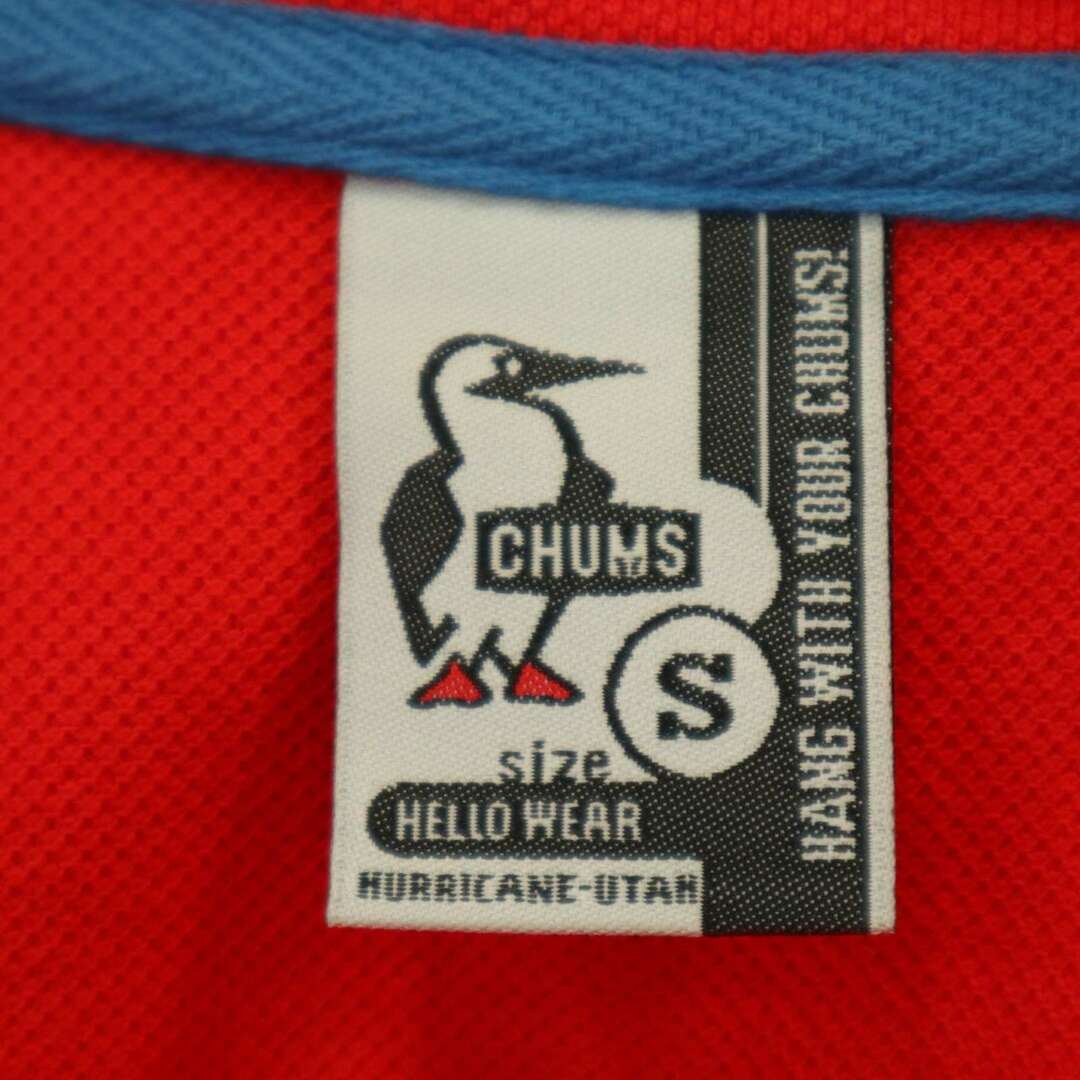 CHUMS
S
size
HELLO WEAR
HURRICANE-UTAH
HANG WITH YOUR CHUMS!